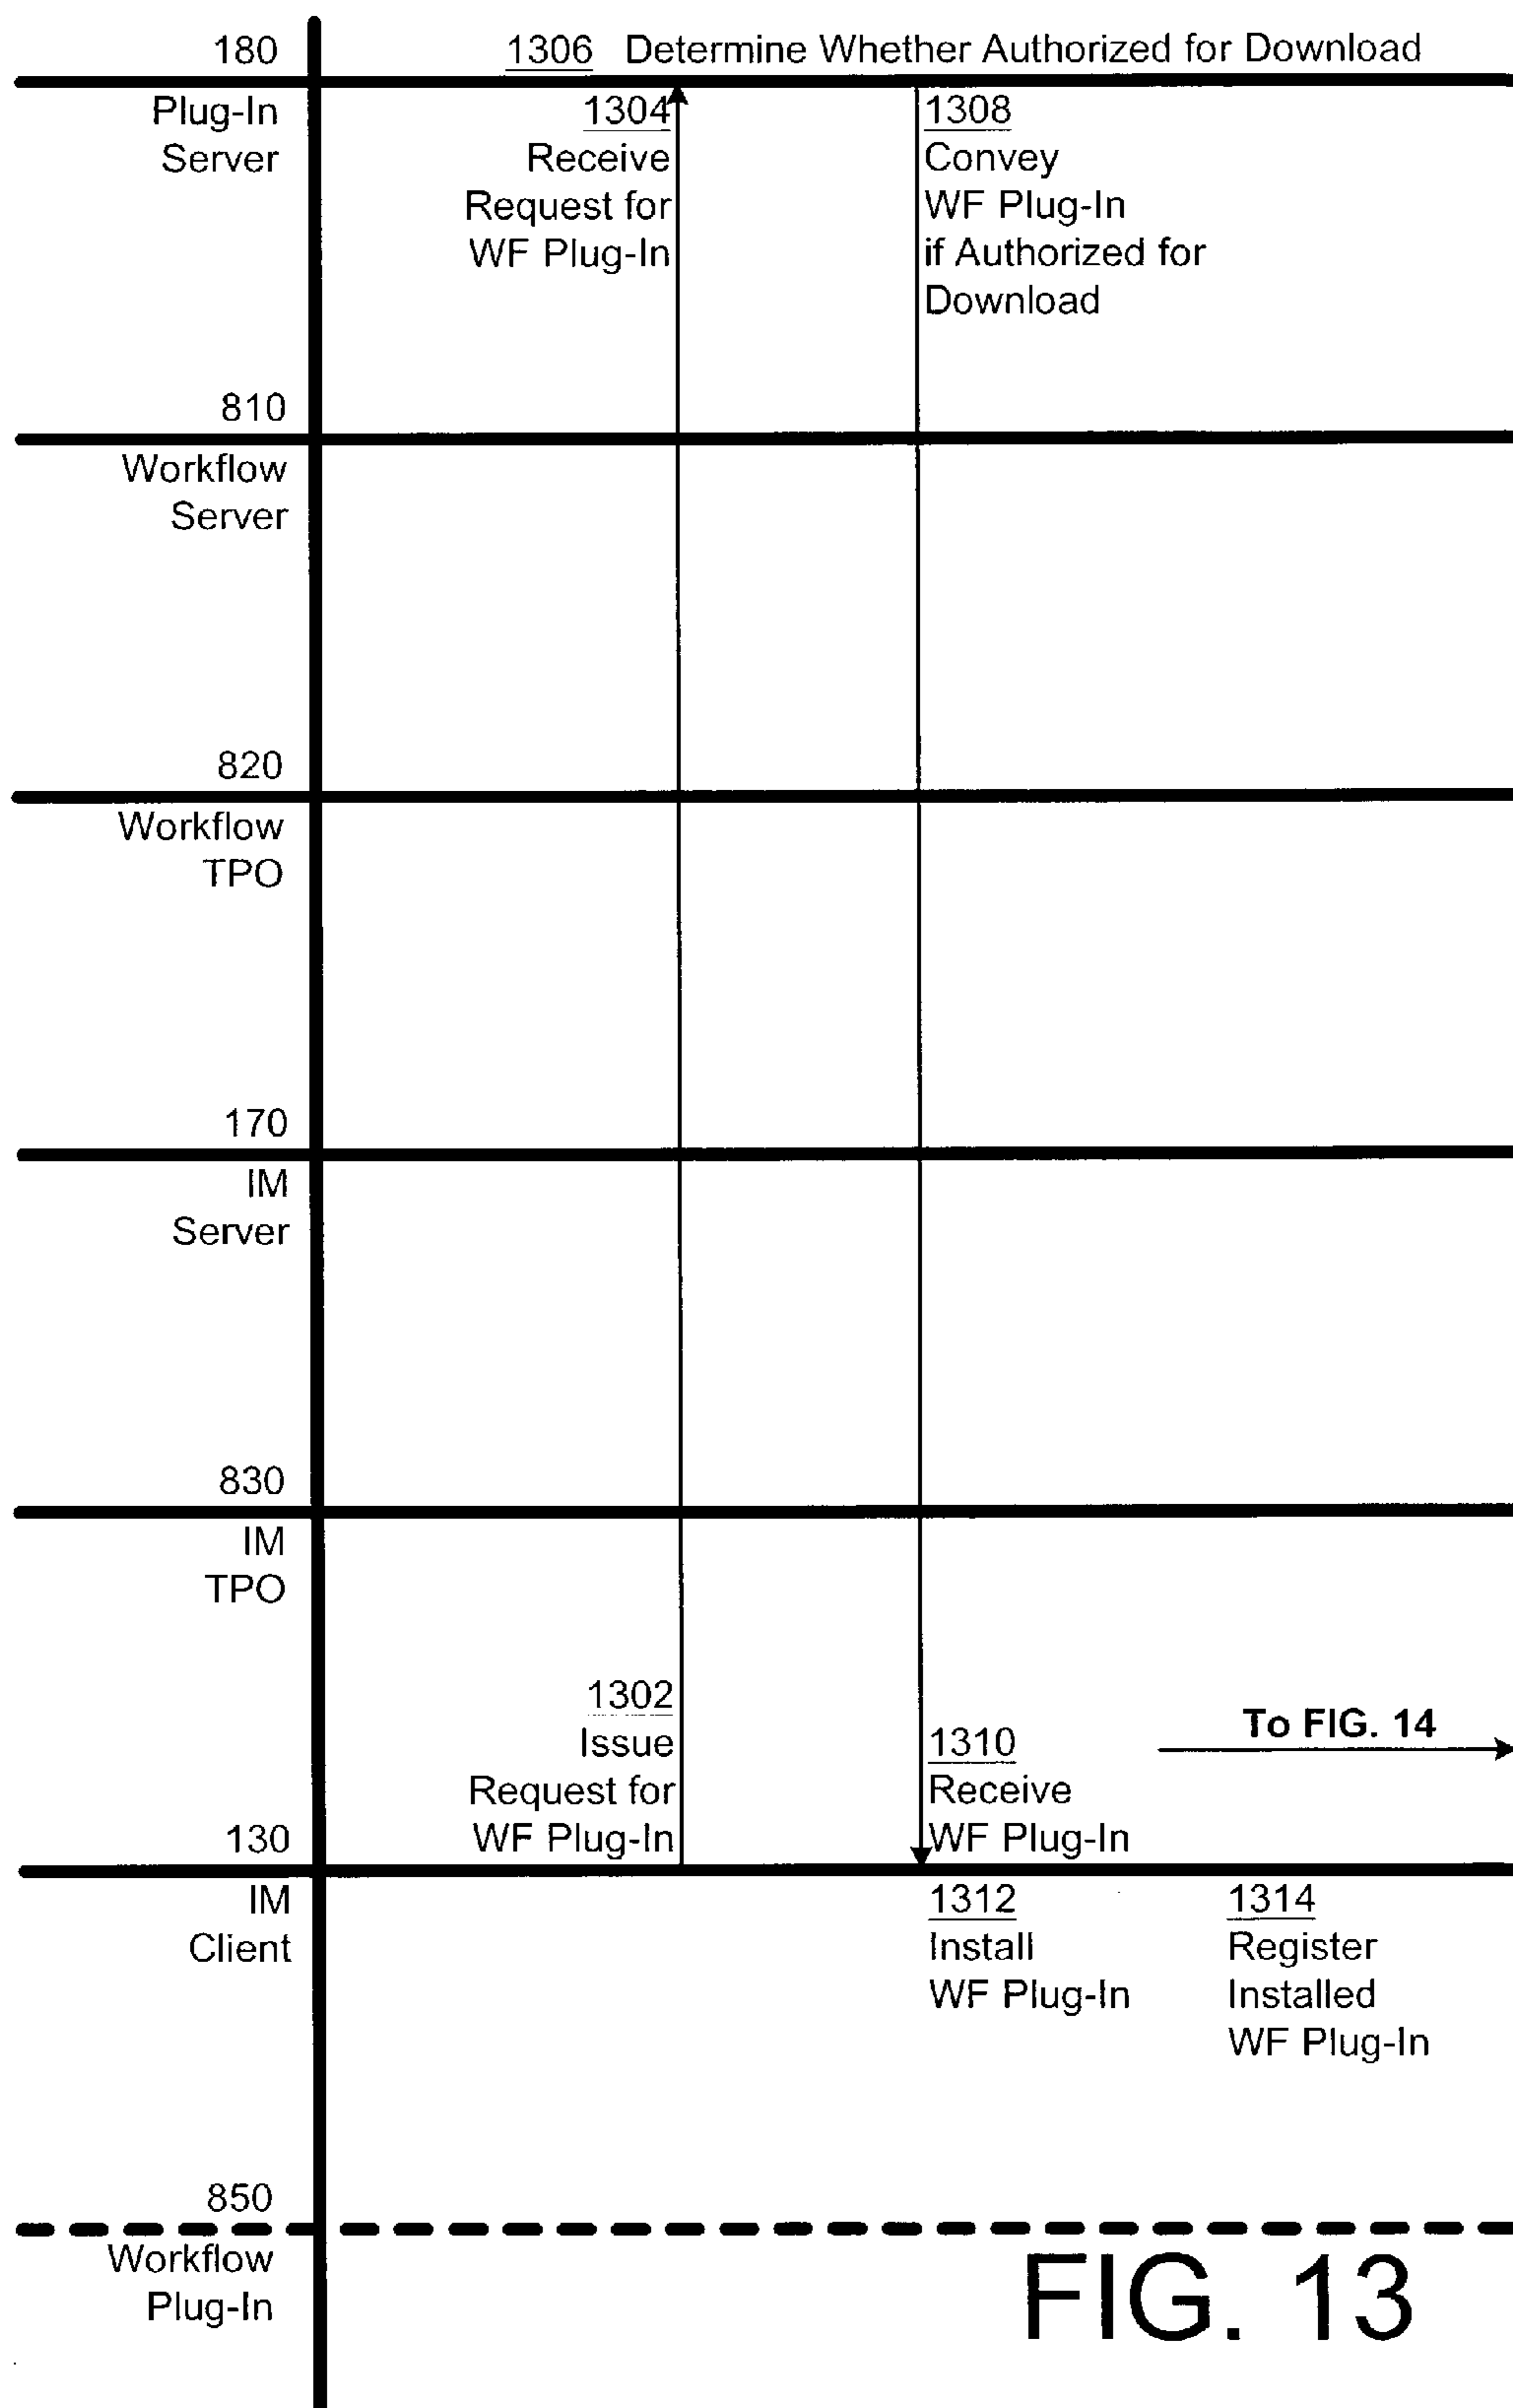 180
1306 Determine Whether Authorized for Download
Plug-In
Server
1304
Receive
Request for
WF Plug-In
1308
Convey
WF Plug-In
if Authorized for
Download
810
Workflow
Server
820
Workflow
TPO
170
IM
Server
830
IM
TPO
1302
Issue
Request for
WF Plug-In
1310
Receive
WF Plug-In
To FIG. 14
130
IM
Client
1312
Install
WF Plug-In
1314
Register
Installed
WF Plug-In
850
Workflow
Plug-In
FIG. 13